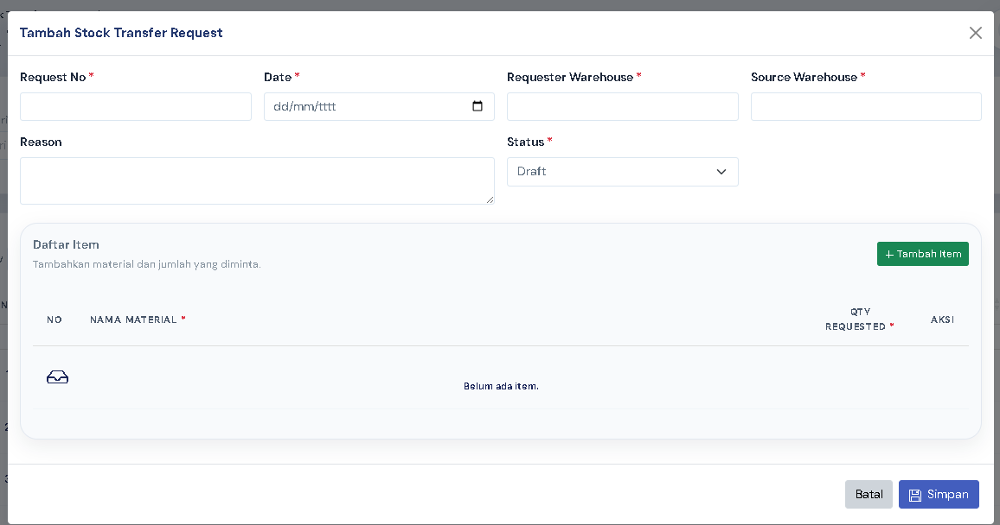 Tambah Stock Transfer Request
Request No *
Date *
Requester Warehouse *
Source Warehouse *
dd/mm/tttt
Reason
Status *
Draft
Daftar Item
Tambahkan material dan jumlah yang diminta.
+ Tambah Item
NO
NAMA MATERIAL *
QTY
REQUESTED *
AKSI
Belum ada item.
Batal
Simpan